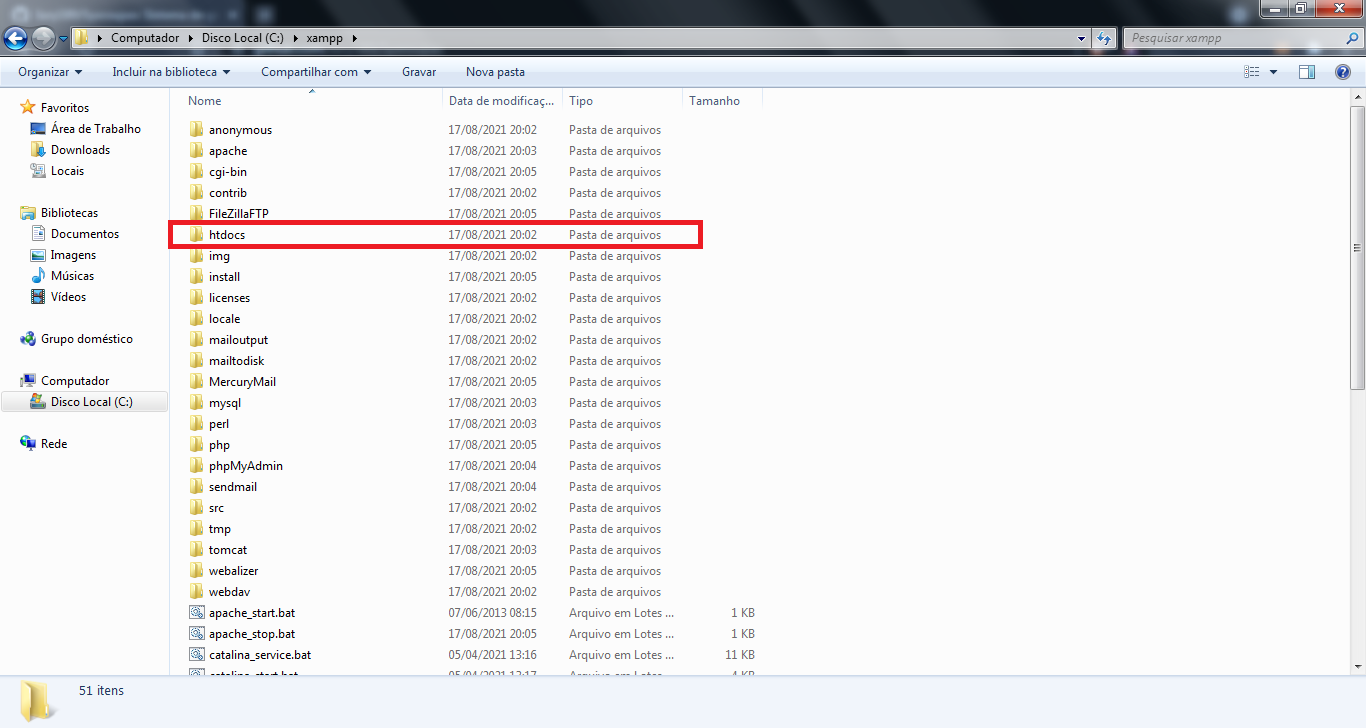 Computador
Disco Local (C:)
xampp
Pesquisar xampp
Organizar
Incluir na biblioteca
Compartilhar com
Gravar
Nova pasta
Nome
Data de modificaç...
Tipo
Tamanho
Favoritos
Área de Trabalho
Downloads
Locais
Bibliotecas
Documentos
Imagens
Músicas
Vídeos
Grupo doméstico
Computador
Disco Local (C:)
Rede
anonymous 17/08/2021 20:02 Pasta de arquivos
apache 17/08/2021 20:03 Pasta de arquivos
cgi-bin 17/08/2021 20:05 Pasta de arquivos
contrib 17/08/2021 20:02 Pasta de arquivos
FileZillaFTP 17/08/2021 20:05 Pasta de arquivos
htdocs 17/08/2021 20:02 Pasta de arquivos
img 17/08/2021 20:02 Pasta de arquivos
install 17/08/2021 20:05 Pasta de arquivos
licenses 17/08/2021 20:02 Pasta de arquivos
locale 17/08/2021 20:02 Pasta de arquivos
mailoutput 17/08/2021 20:02 Pasta de arquivos
mailtodisk 17/08/2021 20:02 Pasta de arquivos
MercuryMail 17/08/2021 20:05 Pasta de arquivos
mysql 17/08/2021 20:03 Pasta de arquivos
perl 17/08/2021 20:03 Pasta de arquivos
php 17/08/2021 20:05 Pasta de arquivos
phpMyAdmin 17/08/2021 20:04 Pasta de arquivos
sendmail 17/08/2021 20:04 Pasta de arquivos
src 17/08/2021 20:02 Pasta de arquivos
tmp 17/08/2021 20:02 Pasta de arquivos
tomcat 17/08/2021 20:03 Pasta de arquivos
webalizer 17/08/2021 20:05 Pasta de arquivos
webdav 17/08/2021 20:02 Pasta de arquivos
apache_start.bat 07/06/2013 08:15 Arquivo em Lotes ... 1 KB
apache_stop.bat 17/08/2021 20:05 Arquivo em Lotes ... 1 KB
catalina_service.bat 05/04/2021 13:16 Arquivo em Lotes ... 11 KB
catalina_start.bat 05/04/2021 13:17 Arquivo em Lotes ... 4 KB
51 itens